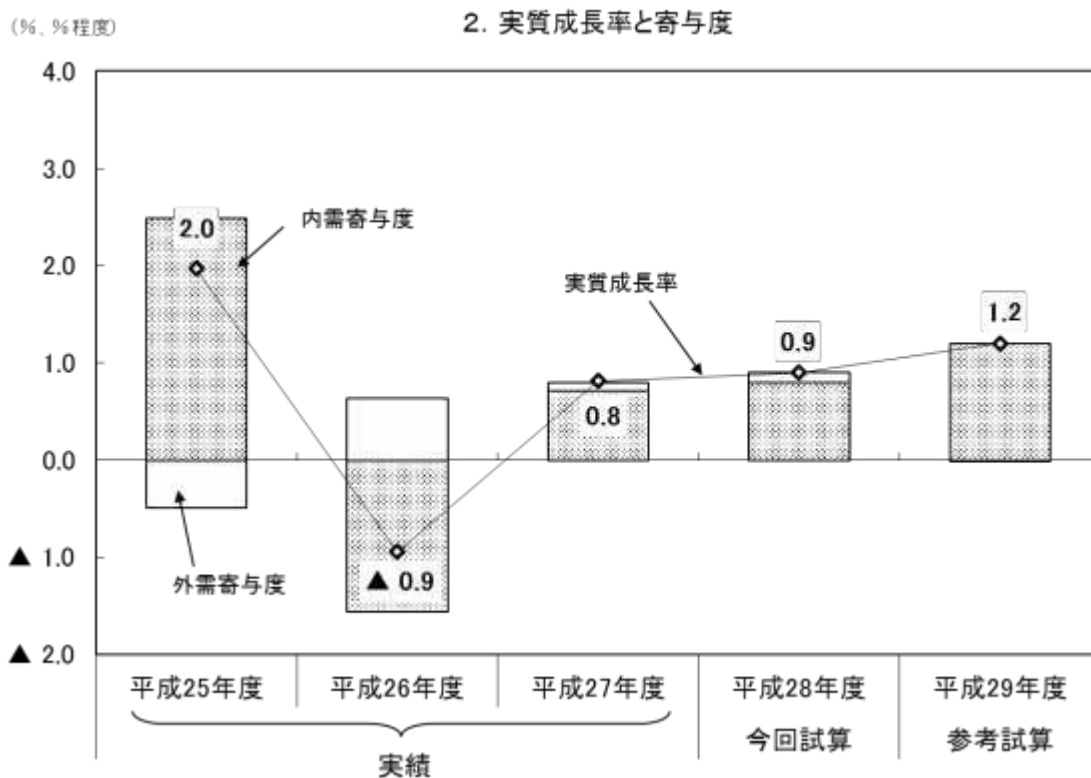 2. 実質成長率と寄与度
(%、%程度)
4.0
3.0
2.0
1.0
0.0
▲ 1.0
▲ 2.0
2.0
内需寄与度
外需寄与度
▲ 0.9
0.8
実質成長率
0.9
1.2
平成25年度 平成26年度 平成27年度 平成28年度 平成29年度
実績 今回試算 参考試算